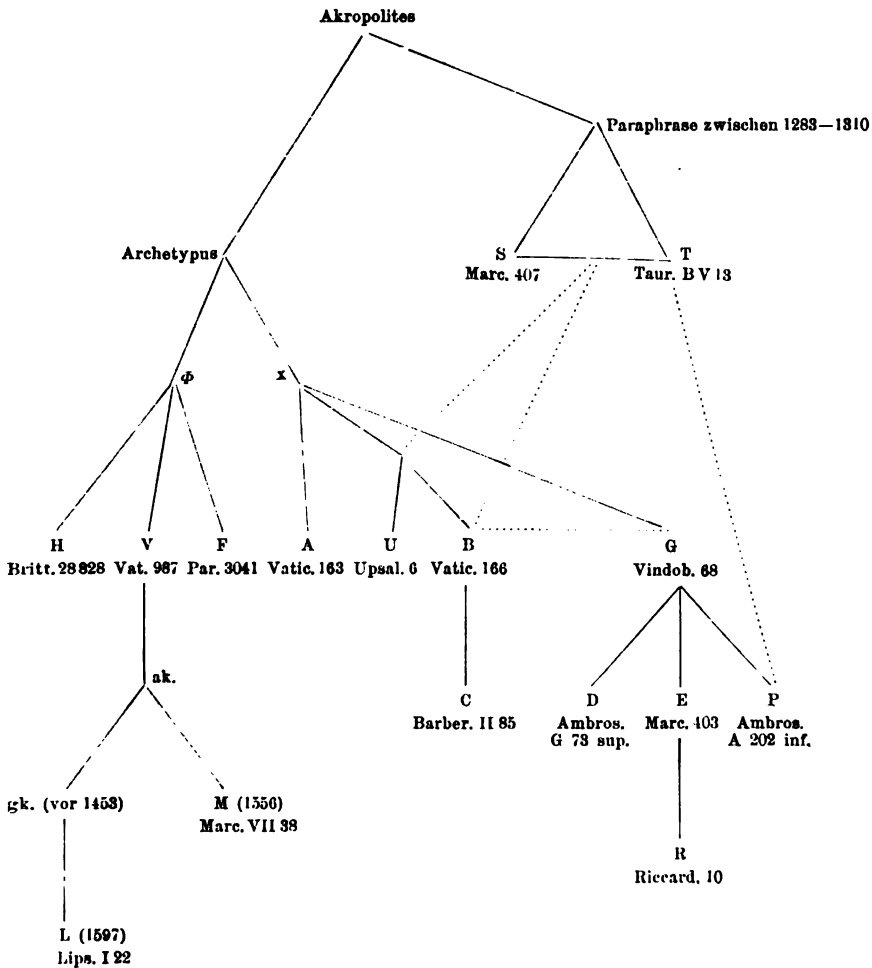 Akropolites
Paraphrase zwischen 1283—1310
Archetypus
S
T
Marc. 407
Taur. B V 13
Φ
x
H
V
F
A
U
B
G
Britt. 28828
Vat. 987
Par. 3041
Vatic. 163
Upsal. 6
Vatic. 166
Vindob. 68
ak.
C
D
E
P
Barber. II 85
Ambros.
G 73 sup.
Marc. 403
Ambros.
A 202 inf.
gk. (vor 1453)
M (1556)
Marc. VII 38
R
Riccard. 10
L (1597)
Lips. I 22